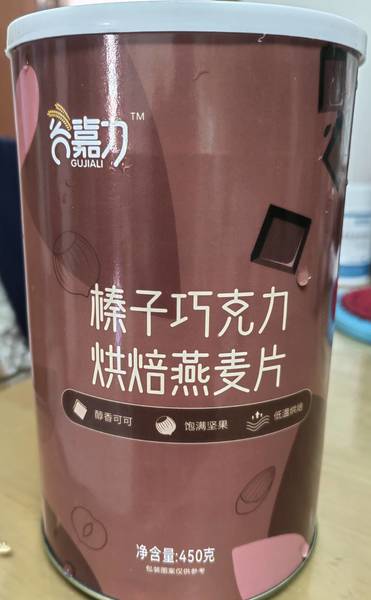 谷嘉力 TM
GUJIALI
榛子巧克力
烘焙燕麦片
醇香可可 饱满坚果 低温烘焙
净含量:450克
包装图案仅供参考